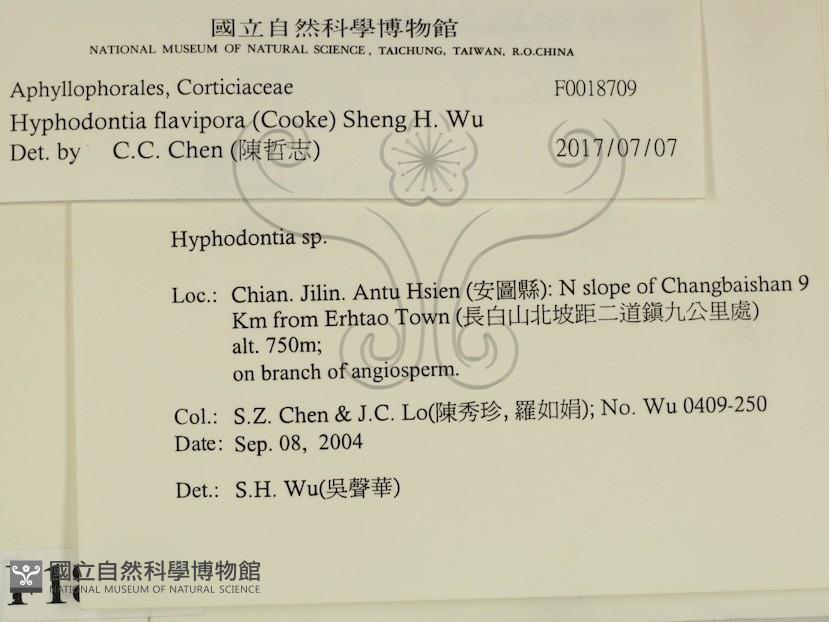 國立自然科學博物館
NATIONAL MUSEUM OF NATURAL SCIENCE, TAICHUNG, TAIWAN, R.O.CHINA
Aphyllophorales, Corticiaceae F0018709
Hyphodontia flavipora (Cooke) Sheng H. Wu
Det. by C.C. Chen (陳哲志) 2017/07/07
Hyphodontia sp.
Loc.: Chian. Jilin. Antu Hsien (安圖縣): N slope of Changbaishan 9
Km from Erhtao Town (長白山北坡距二道鎮九公里處)
alt. 750m;
on branch of angiosperm.
Col.: S.Z. Chen & J.C. Lo(陳秀珍, 羅如娟); No. Wu 0409-250
Date: Sep. 08, 2004
Det.: S.H. Wu(吳聲華)
國立自然科學博物館
NATIONAL MUSEUM OF NATURAL SCIENCE